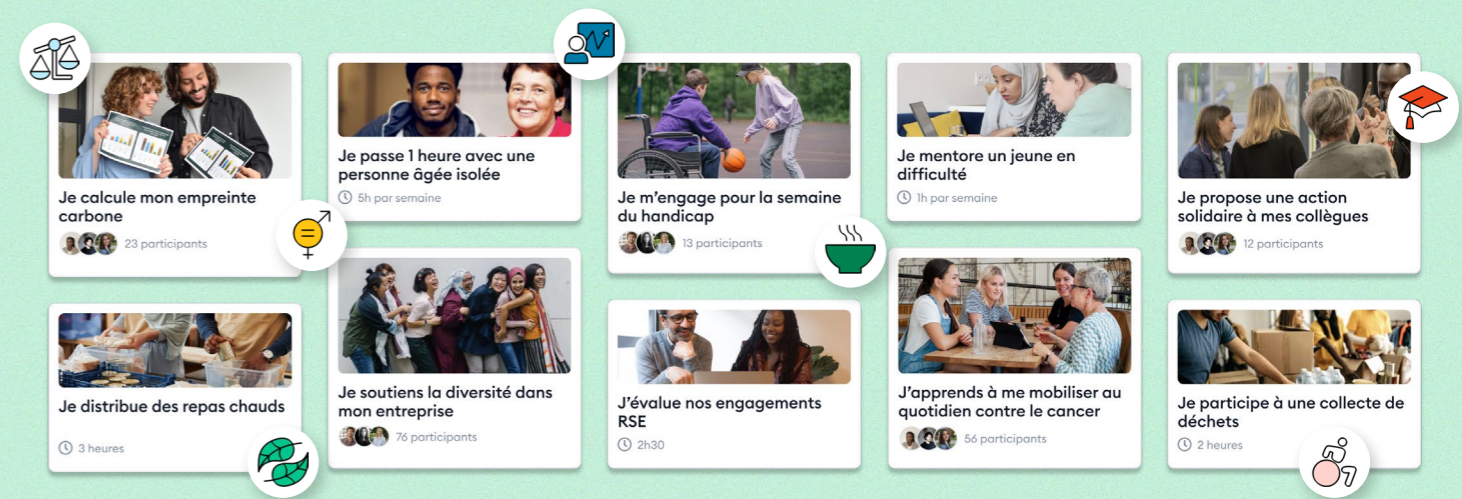 Je calcule mon empreinte
carbone
23 participants
Je distribue des repas chauds
3 heures
Je passe 1 heure avec une
personne âgée isolée
5h par semaine
Je soutiens la diversité dans
mon entreprise
76 participants
Je m'engage pour la semaine
du handicap
13 participants
J'évalue nos engagements
RSE
2h30
Je mentore un jeune en
difficulté
1h par semaine
J'apprends à me mobiliser au
quotidien contre le cancer
56 participants
Je propose une action
solidaire à mes collègues
12 participants
Je participe à une collecte de
déchets
2 heures